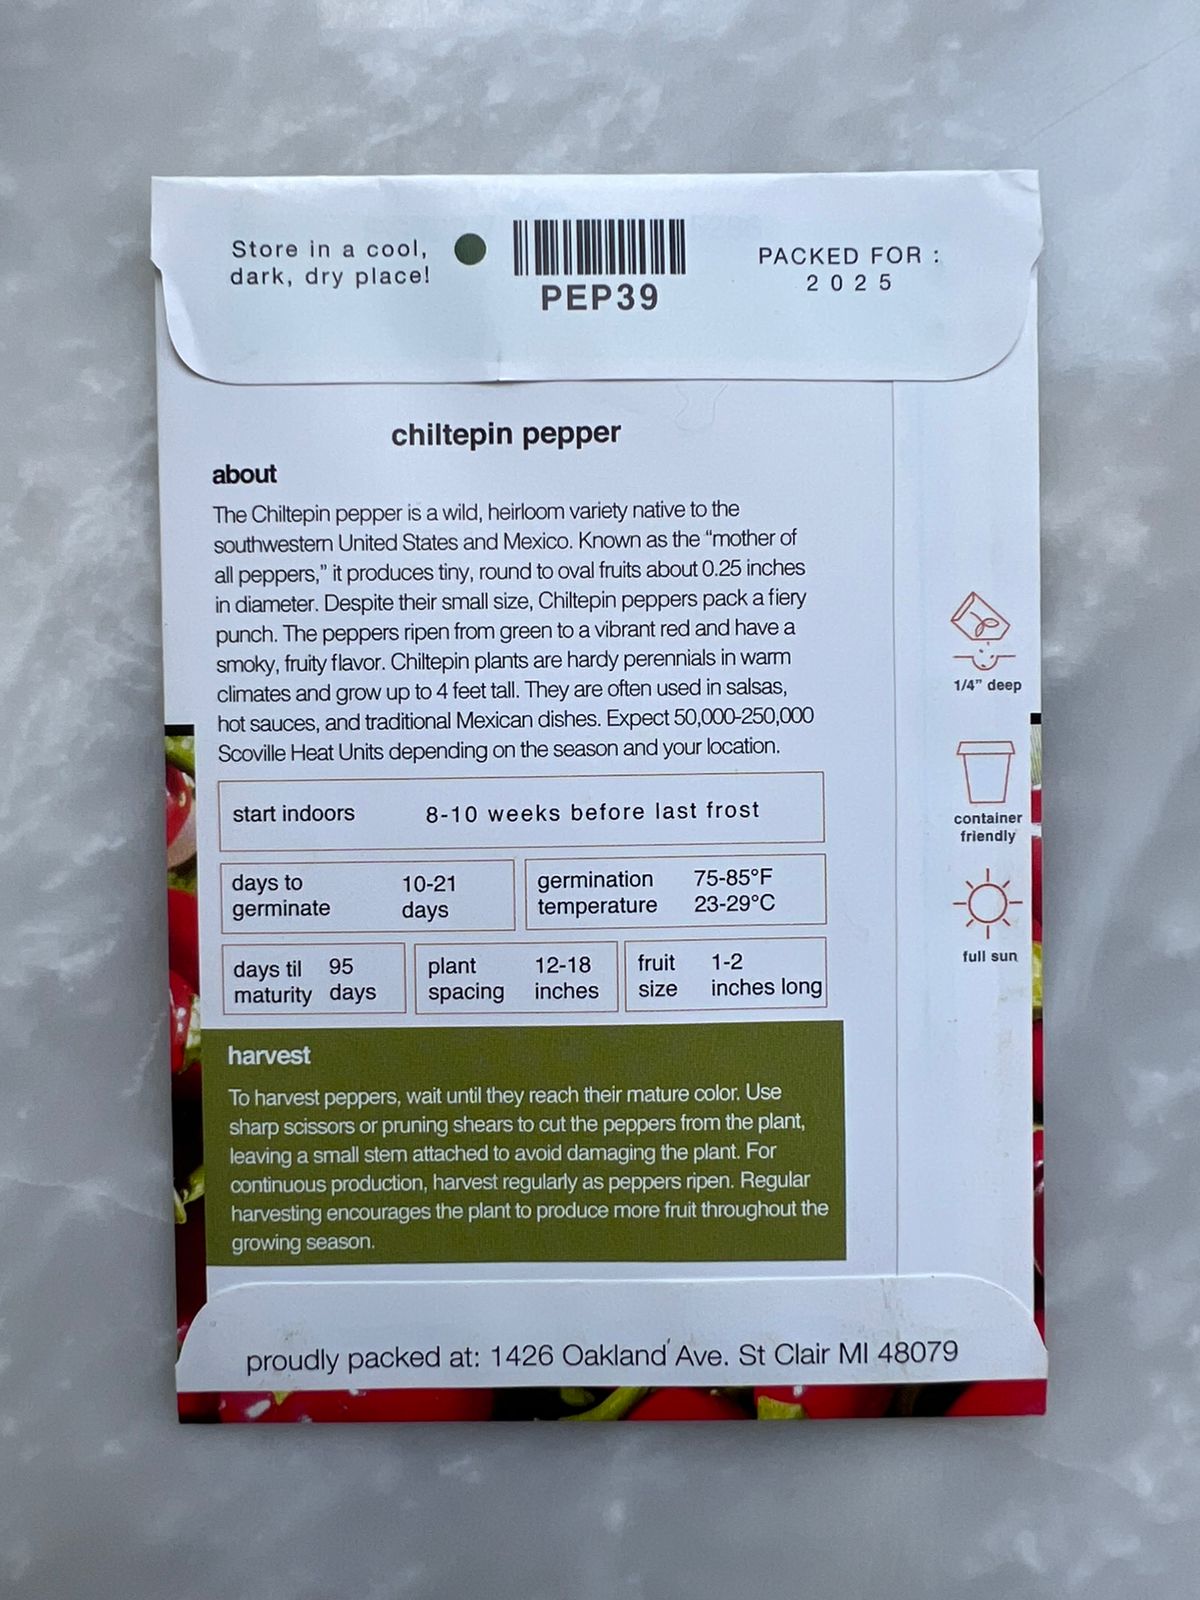 Store in a cool,
dark, dry place!
PEP39
PACKED FOR :
2025
chiltepin pepper
about
The Chiltepin pepper is a wild, heirloom variety native to the
southwestern United States and Mexico. Known as the “mother of
all peppers,” it produces tiny, round to oval fruits about 0.25 inches
in diameter. Despite their small size, Chiltepin peppers pack a fiery
punch. The peppers ripen from green to a vibrant red and have a
smoky, fruity flavor. Chiltepin plants are hardy perennials in warm
climates and grow up to 4 feet tall. They are often used in salsas,
hot sauces, and traditional Mexican dishes. Expect 50,000-250,000
Scoville Heat Units depending on the season and your location.
start indoors 8-10 weeks before last frost
days to
germinate
10-21
days
germination
temperature
75-85°F
23-29°C
days til
maturity
95
days
plant
spacing
12-18
inches
fruit
size
1-2
inches long
harvest
To harvest peppers, wait until they reach their mature color. Use
sharp scissors or pruning shears to cut the peppers from the plant,
leaving a small stem attached to avoid damaging the plant. For
continuous production, harvest regularly as peppers ripen. Regular
harvesting encourages the plant to produce more fruit throughout the
growing season.
1/4” deep
container
friendly
full sun
proudly packed at: 1426 Oakland Ave. St Clair MI 48079